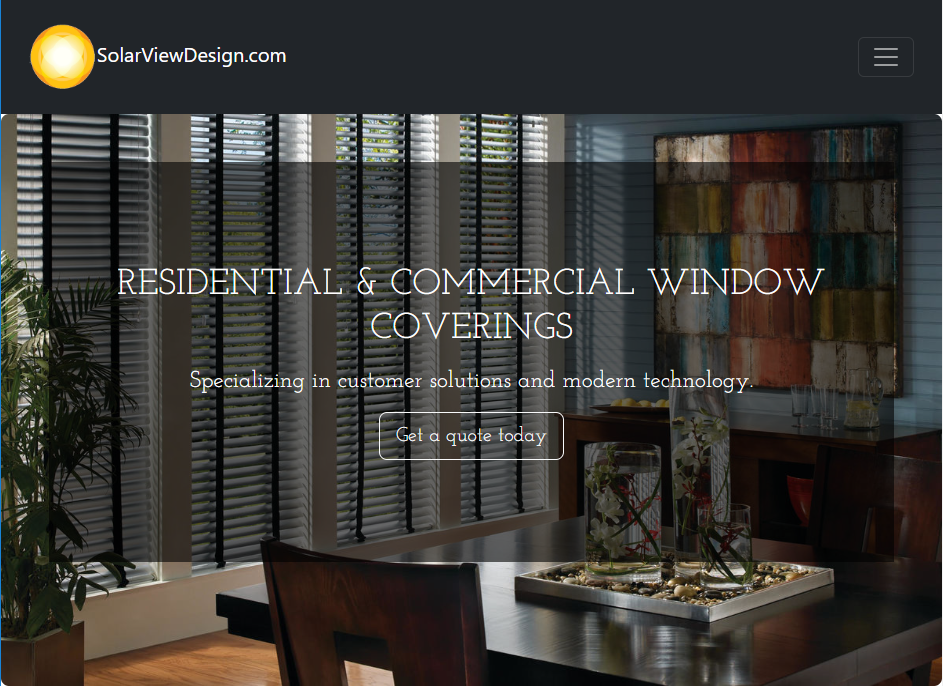 SolarViewDesign.com
RESIDENTIAL & COMMERCIAL WINDOW
COVERINGS
Specializing in customer solutions and modern technology.
Get a quote today